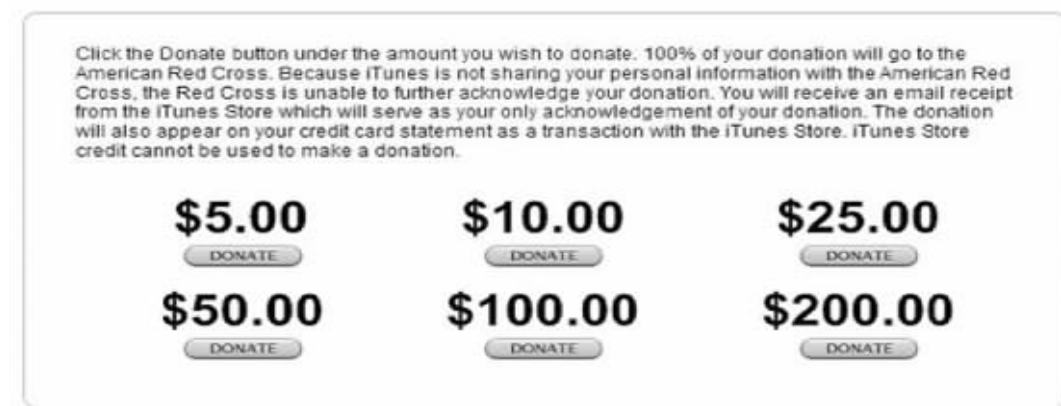 Click the Donate button under the amount you wish to donate. 100% of your donation will go to the
American Red Cross. Because iTunes is not sharing your personal information with the American Red
Cross, the Red Cross is unable to further acknowledge your donation. You will receive an email receipt
from the iTunes Store which will serve as your only acknowledgement of your donation. The donation
will also appear on your credit card statement as a transaction with the iTunes Store. iTunes Store
credit cannot be used to make a donation.
$5.00 $10.00 $25.00
DONATE DONATE DONATE
$50.00 $100.00 $200.00
DONATE DONATE DONATE